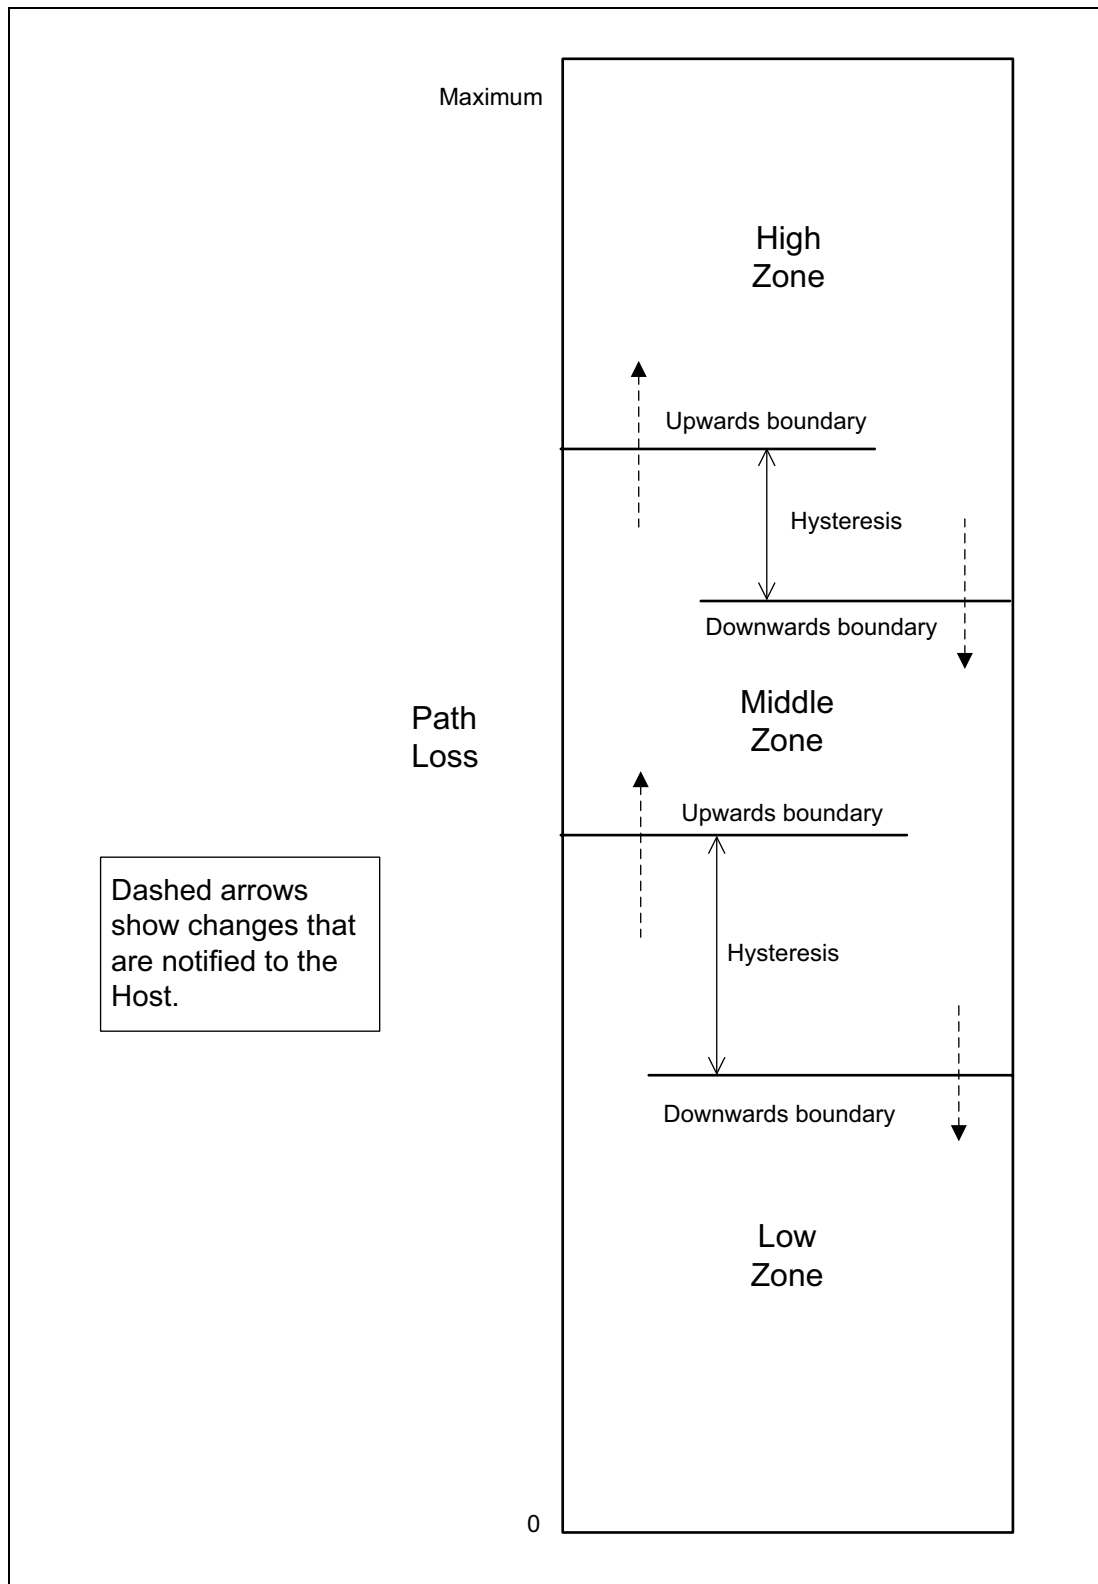 Maximum
High
Zone
Upwards boundary
Hysteresis
Downwards boundary
Middle
Zone
Path
Loss
Upwards boundary
Dashed arrows
show changes that
are notified to the
Host.
Hysteresis
Downwards boundary
Low
Zone
0